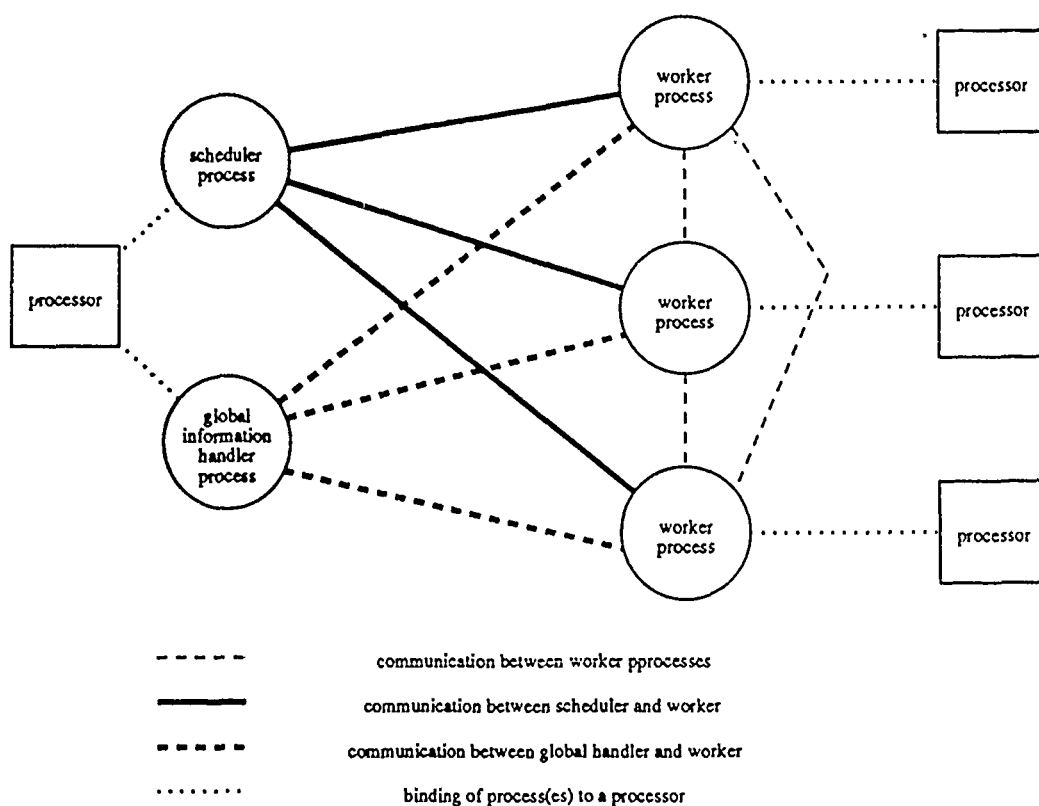 worker
process
processor
scheduler
process
processor
worker
process
processor
global
information
handler
process
worker
process
processor
communication between worker pprocesses
communication between scheduler and worker
communication between global handler and worker
binding of process(es) to a processor